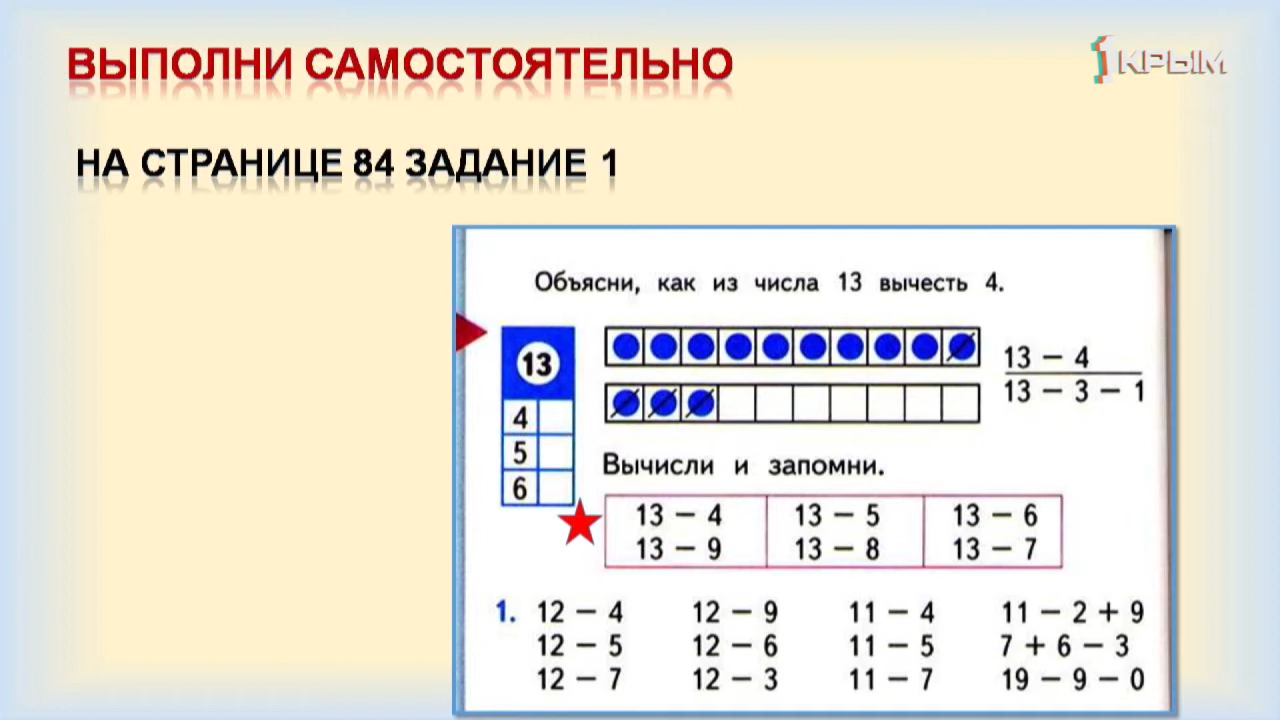 ВЫПОЛНИ САМОСТОЯТЕЛЬНО
1 КРЫМ
НА СТРАНИЦЕ 84 ЗАДАНИЕ 1
Объясни, как из числа 13 вычесть 4.
13
4
5
6
13 − 4
13 − 3 − 1
Вычисли и запомни.
13 − 4 13 − 5 13 − 6
13 − 9 13 − 8 13 − 7
1. 12 − 4 12 − 9 11 − 4 11 − 2 + 9
12 − 5 12 − 6 11 − 5 7 + 6 − 3
12 − 7 12 − 3 11 − 7 19 − 9 − 0